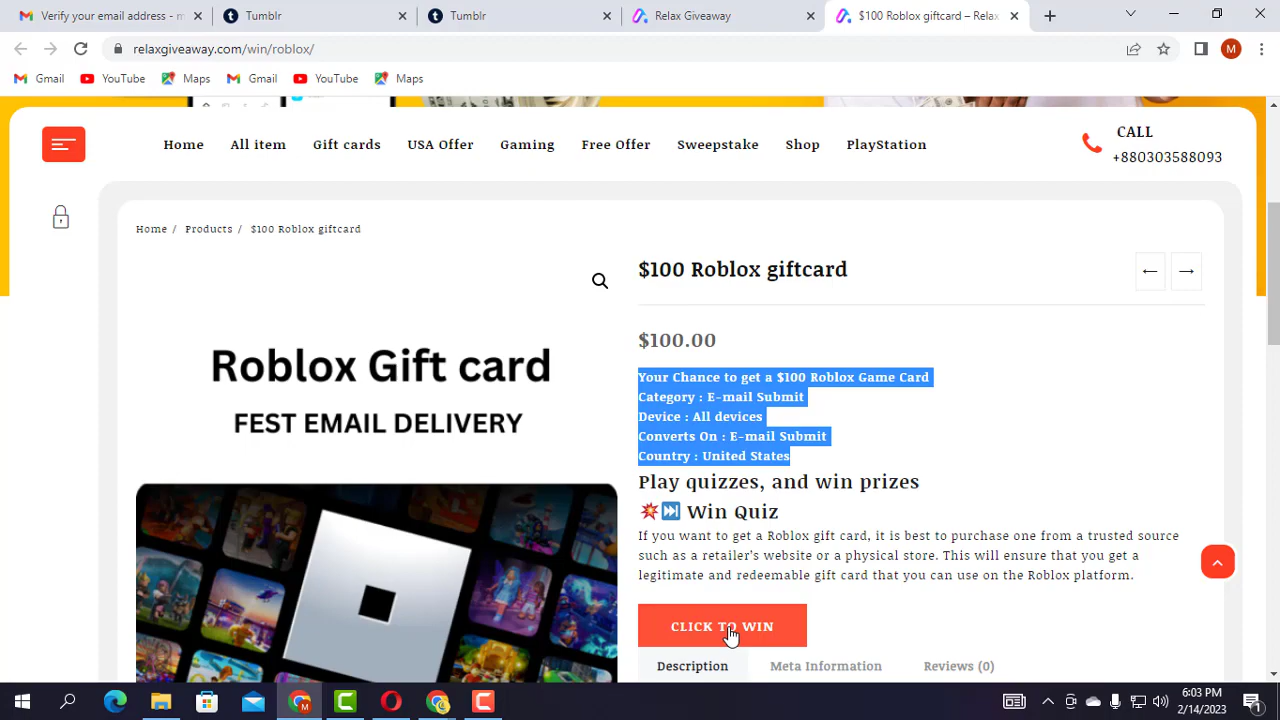 Verify your email address - m
Tumblr
Tumblr
Relax Giveaway
$100 Roblox giftcard – Relax
relaxgiveaway.com/win/roblox/
M
Gmail YouTube Maps Gmail YouTube Maps
Home All item Gift cards USA Offer Gaming Free Offer Sweepstake Shop PlayStation
CALL
+880303588093
Home / Products / $100 Roblox giftcard
Roblox Gift card
FEST EMAIL DELIVERY
$100 Roblox giftcard
$100.00
Your Chance to get a $100 Roblox Game Card
Category : E-mail Submit
Device : All devices
Converts On : E-mail Submit
Country : United States
Play quizzes, and win prizes
💥⏭️ Win Quiz
If you want to get a Roblox gift card, it is best to purchase one from a trusted source
such as a retailer's website or a physical store. This will ensure that you get a
legitimate and redeemable gift card that you can use on the Roblox platform.
CLICK TO WIN
Description Meta Information Reviews (0)
6:03 PM
2/14/2023
1